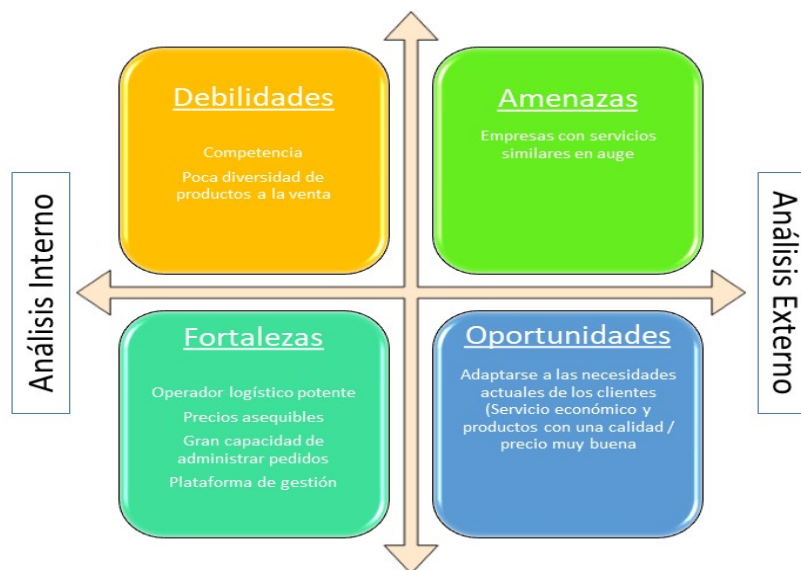 Análisis Interno
Debilidades
Competencia
Poca diversidad de
productos a la venta
Amenazas
Empresas con servicios
similares en auge
Fortalezas
Operador logístico potente
Precios asequibles
Gran capacidad de
administrar pedidos
Plataforma de gestión
Oportunidades
Adaptarse a las necesidades
actuales de los clientes
(Servicio económico y
productos con una calidad /
precio muy buena
Análisis Externo